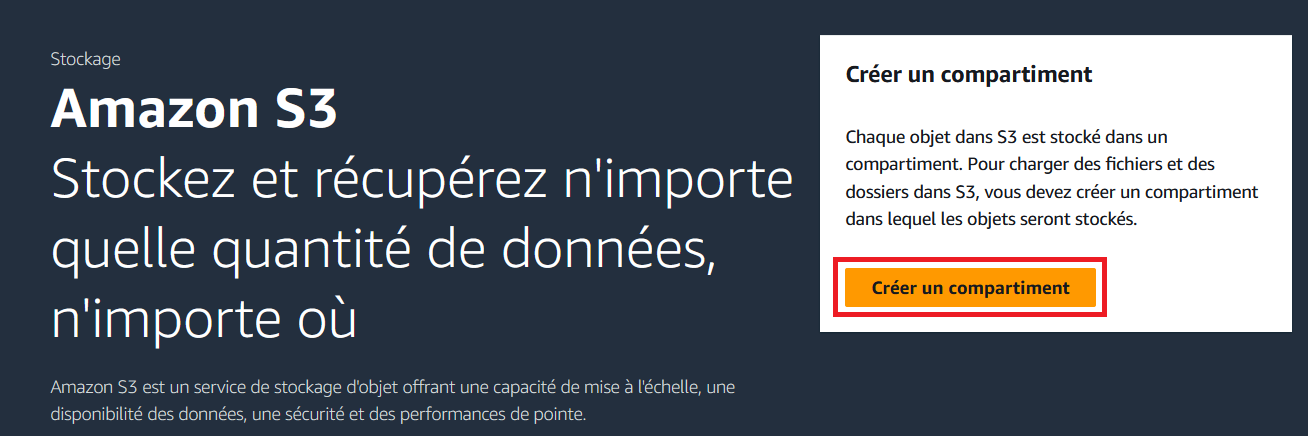 Stockage
Amazon S3
Stockez et récupérez n'importe
quelle quantité de données,
n'importe où
Amazon S3 est un service de stockage d'objet offrant une capacité de mise à l'échelle, une
disponibilité des données, une sécurité et des performances de pointe.
Créer un compartiment
Chaque objet dans S3 est stocké dans un
compartiment. Pour charger des fichiers et des
dossiers dans S3, vous devez créer un compartiment
dans lequel les objets seront stockés.
Créer un compartiment